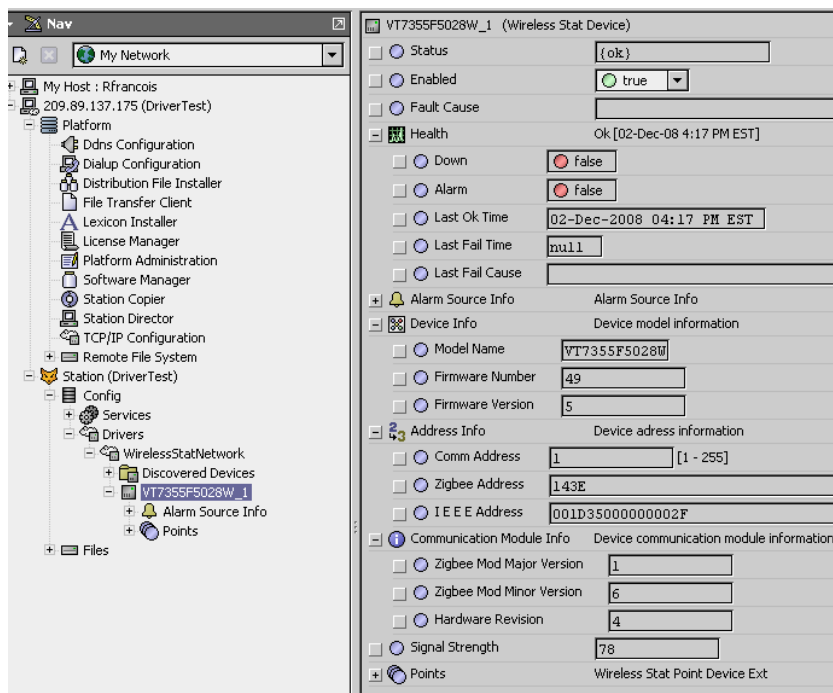 Nav
My Network
My Host : Rfrancois
209.89.137.175 (DriverTest)
Platform
Ddns Configuration
Dialup Configuration
Distribution File Installer
File Transfer Client
Lexicon Installer
License Manager
Platform Administration
Software Manager
Station Copier
Station Director
TCP/IP Configuration
Remote File System
Station (DriverTest)
Config
Services
Drivers
WirelessStatNetwork
Discovered Devices
VT7355F5028W_1
Alarm Source Info
Points
Files
VT7355F5028W_1 (Wireless Stat Device)
Status {ok}
Enabled true
Fault Cause
Health Ok [02-Dec-08 4:17 PM EST]
Down false
Alarm false
Last Ok Time 02-Dec-2008 04:17 PM EST
Last Fail Time null
Last Fail Cause
Alarm Source Info Alarm Source Info
Device Info Device model information
Model Name VT7355F5028W
Firmware Number 49
Firmware Version 5
Address Info Device adress information
Comm Address 1 [1 - 255]
Zigbee Address 143E
I E E E Address 001D35000000002F
Communication Module Info Device communication module information
Zigbee Mod Major Version 1
Zigbee Mod Minor Version 6
Hardware Revision 4
Signal Strength 78
Points Wireless Stat Point Device Ext